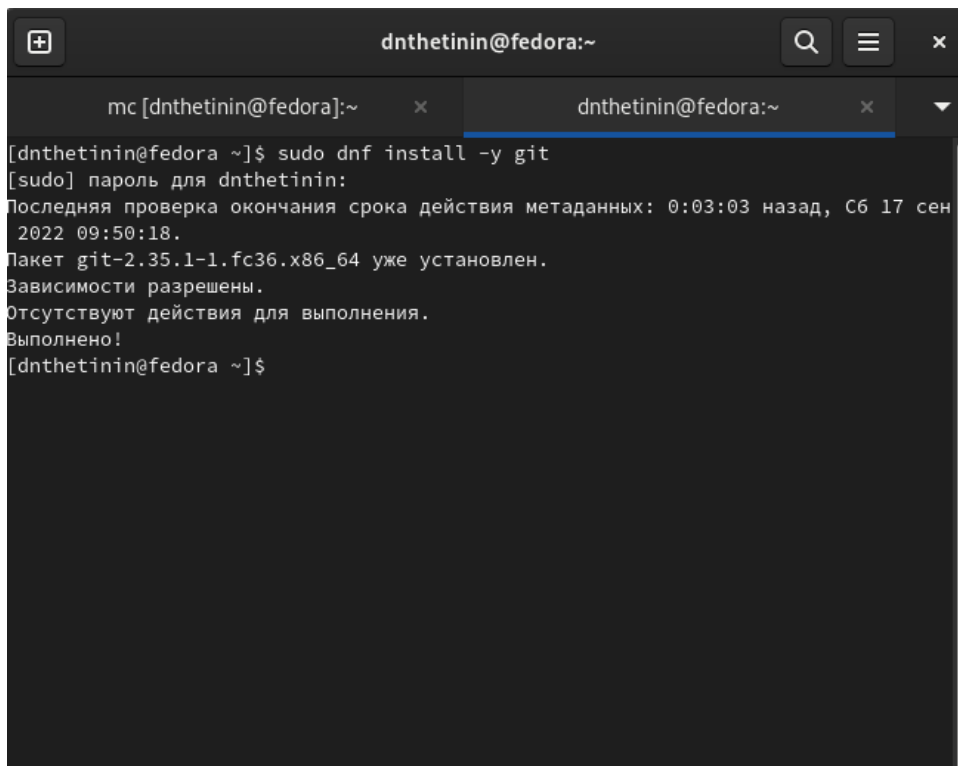 dnthetinin@fedora:~
mc [dnthetinin@fedora]:~
dnthetinin@fedora:~
[dnthetinin@fedora ~]$ sudo dnf install -y git
[sudo] пароль для dnthetinin:
Последняя проверка окончания срока действия метаданных: 0:03:03 назад, Сб 17 сен
2022 09:50:18.
Пакет git-2.35.1-1.fc36.x86_64 уже установлен.
Зависимости разрешены.
Отсутствуют действия для выполнения.
Выполнено!
[dnthetinin@fedora ~]$